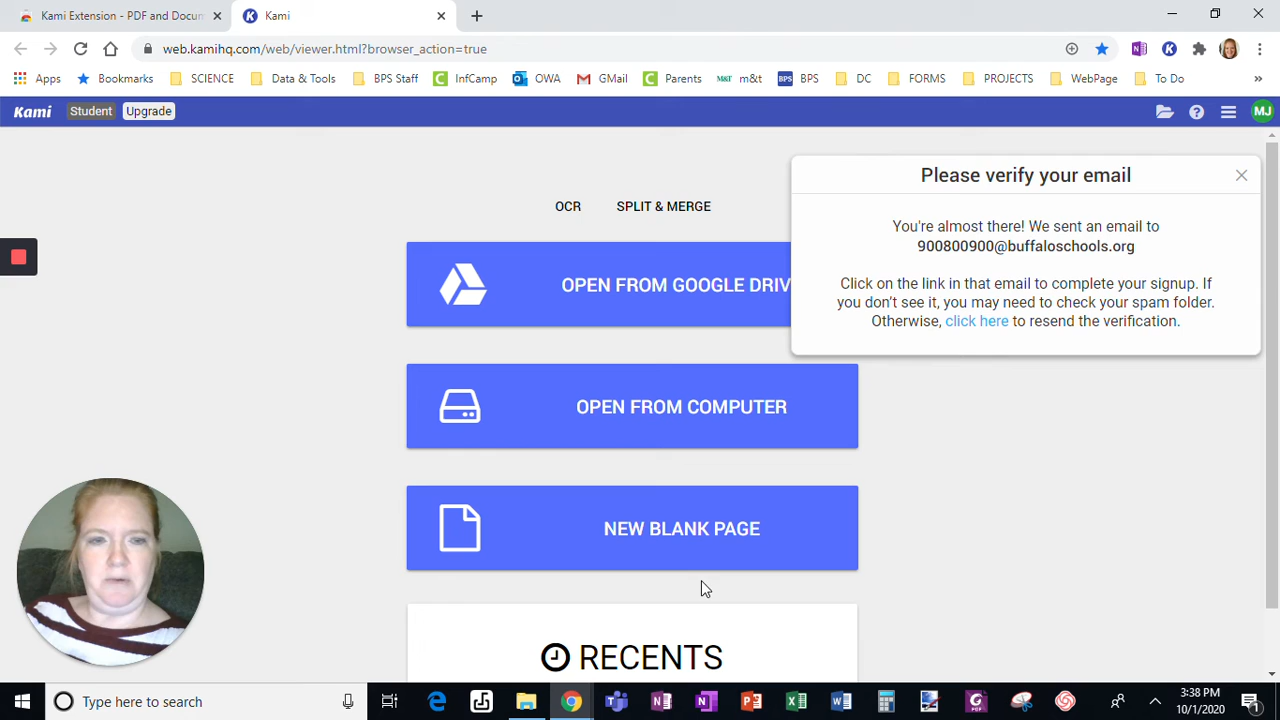 Kami Extension - PDF and Docum
Kami
web.kamihq.com/web/viewer.html?browser_action=true
Apps
Bookmarks
SCIENCE
Data & Tools
BPS Staff
InfCamp
OWA
GMail
Parents
M&T m&t
BPS BPS
DC
FORMS
PROJECTS
WebPage
To Do
»
Kami Student Upgrade
MJ
Please verify your email
You're almost there! We sent an email to
900800900@buffaloschools.org
Click on the link in that email to complete your signup. If
you don't see it, you may need to check your spam folder.
Otherwise, click here to resend the verification.
OCR
SPLIT & MERGE
OPEN FROM GOOGLE DRIV
OPEN FROM COMPUTER
NEW BLANK PAGE
RECENTS
Type here to search
3:38 PM
10/1/2020